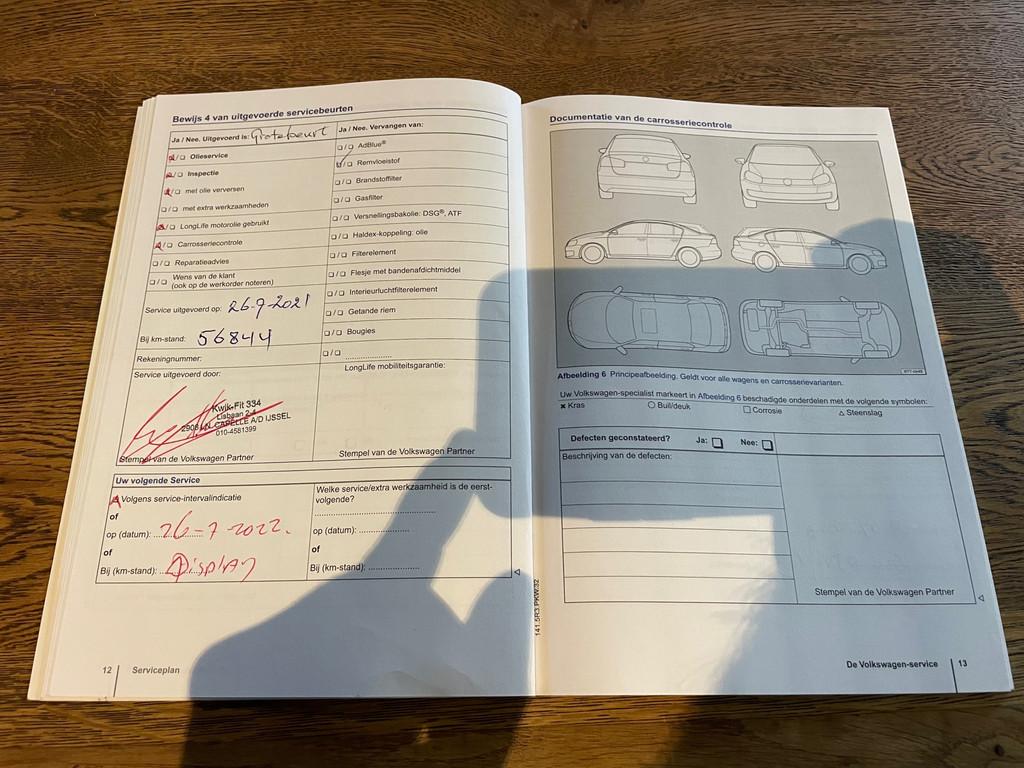 Bewijs 4 van uitgevoerde servicebeurten
Ja / Nee. Uitgevoerd is: Grotebeurt
Olieservice
Inspectie
met olie verversen
met extra werkzaamheden
LongLife motorolie gebruikt
Carrosseriecontrole
Reparatieadvies
Wens van de klant
(ook op de werkorder noteren)
Service uitgevoerd op: 26-7-2021
Bij km-stand: 56844
Rekeningnummer:
Service uitgevoerd door:
Kwik-Fit 334
Lisbaan 2-4
CAPELLE A/D IJSSEL
010-4581399
Stempel van de Volkswagen Partner
Ja / Nee. Vervangen van:
AdBlue®
Remvloeistof
Brandstoffilter
Gasfilter
Versnellingsbakolie: DSG®, ATF
Haldex-koppeling: olie
Filterelement
Flesje met bandenafdichtmiddel
Interieurluchtfilterelement
Getande riem
Bougies
LongLife mobiliteitsgarantie:
Stempel van de Volkswagen Partner
Uw volgende Service
Volgens service-intervalindicatie
of
op (datum): 26-7-2022.
of
Bij (km-stand): Display
Welke service/extra werkzaamheid is de eerst-
volgende?
op (datum):
of
Bij (km-stand):
141.5R3.PKW.32
12 Serviceplan
Documentatie van de carrosseriecontrole
Afbeelding 6 Principeafbeelding. Geldt voor alle wagens en carrosserievarianten.
Uw Volkswagen-specialist markeert in Afbeelding 6 beschadigde onderdelen met de volgende symbolen:
Kras Buil/deuk Corrosie Steenslag
Defecten geconstateerd? Ja: Nee:
Beschrijving van de defecten:
Stempel van de Volkswagen Partner
De Volkswagen-service 13